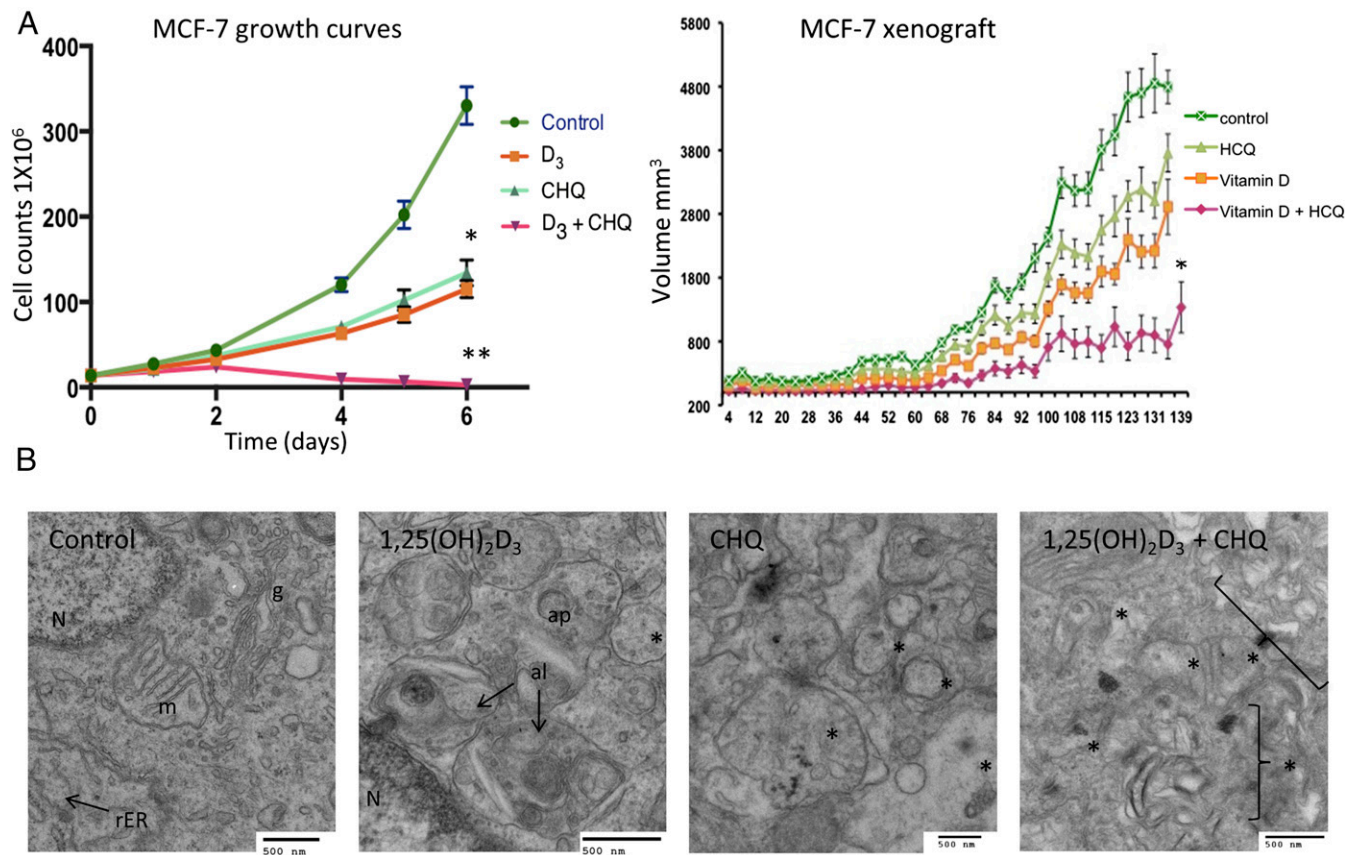 A
MCF-7 growth curves
Cell counts 1X10⁶
400
300
200
100
0
0 2 4 6
Time (days)
Control
D₃
CHQ
D₃ + CHQ
*
**
MCF-7 xenograft
Volume mm³
5800
4800
3800
2800
1800
800
200
4 12 20 28 36 44 52 60 68 76 84 92 100 108 115 123 131 139
control
HCQ
Vitamin D
Vitamin D + HCQ
*
B
Control
N
g
m
rER
500 nm
1,25(OH)₂D₃
ap
*
al
N
500 nm
CHQ
*
*
*
*
500 nm
1,25(OH)₂D₃ + CHQ
*
*
*
*
*
500 nm